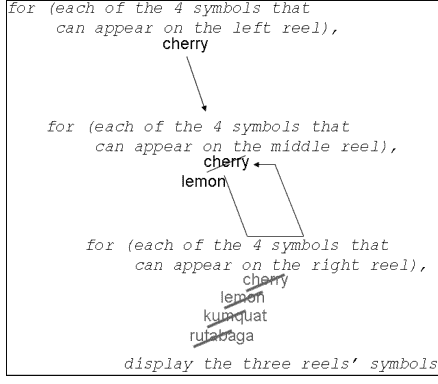 for (each of the 4 symbols that
can appear on the left reel),
cherry
for (each of the 4 symbols that
can appear on the middle reel),
cherry
lemon
for (each of the 4 symbols that
can appear on the right reel),
cherry
lemon
kumquat
rutabaga
display the three reels' symbols